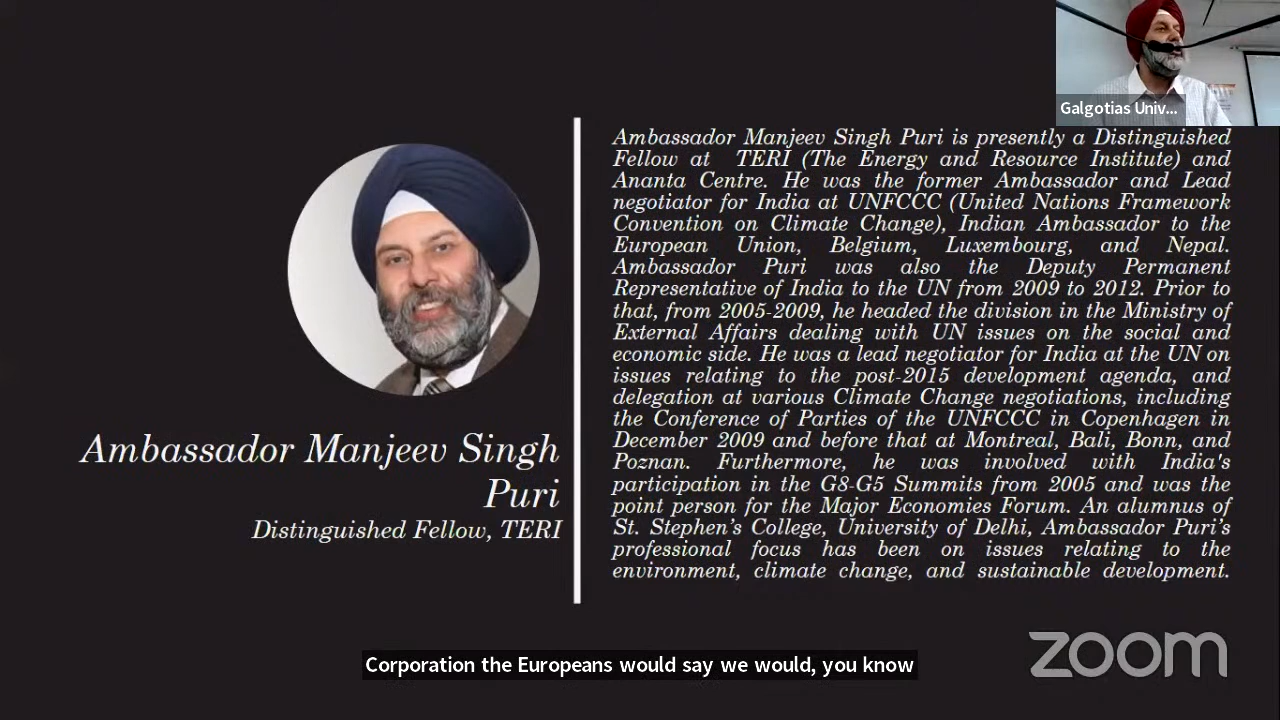 Galgotias Univ...
Ambassador Manjeev Singh Puri is presently a Distinguished
Fellow at TERI (The Energy and Resource Institute) and
Ananta Centre. He was the former Ambassador and Lead
negotiator for India at UNFCCC (United Nations Framework
Convention on Climate Change), Indian Ambassador to the
European Union, Belgium, Luxembourg, and Nepal.
Ambassador Puri was also the Deputy Permanent
Representative of India to the UN from 2009 to 2012. Prior to
that, from 2005-2009, he headed the division in the Ministry of
External Affairs dealing with UN issues on the social and
economic side. He was a lead negotiator for India at the UN on
issues relating to the post-2015 development agenda, and
delegation at various Climate Change negotiations, including
the Conference of Parties of the UNFCCC in Copenhagen in
December 2009 and before that at Montreal, Bali, Bonn, and
Poznan. Furthermore, he was involved with India's
participation in the G8-G5 Summits from 2005 and was the
point person for the Major Economies Forum. An alumnus of
St. Stephen’s College, University of Delhi, Ambassador Puri’s
professional focus has been on issues relating to the
environment, climate change, and sustainable development.
Ambassador Manjeev Singh
Puri
Distinguished Fellow, TERI
Corporation the Europeans would say we would, you know
zoom